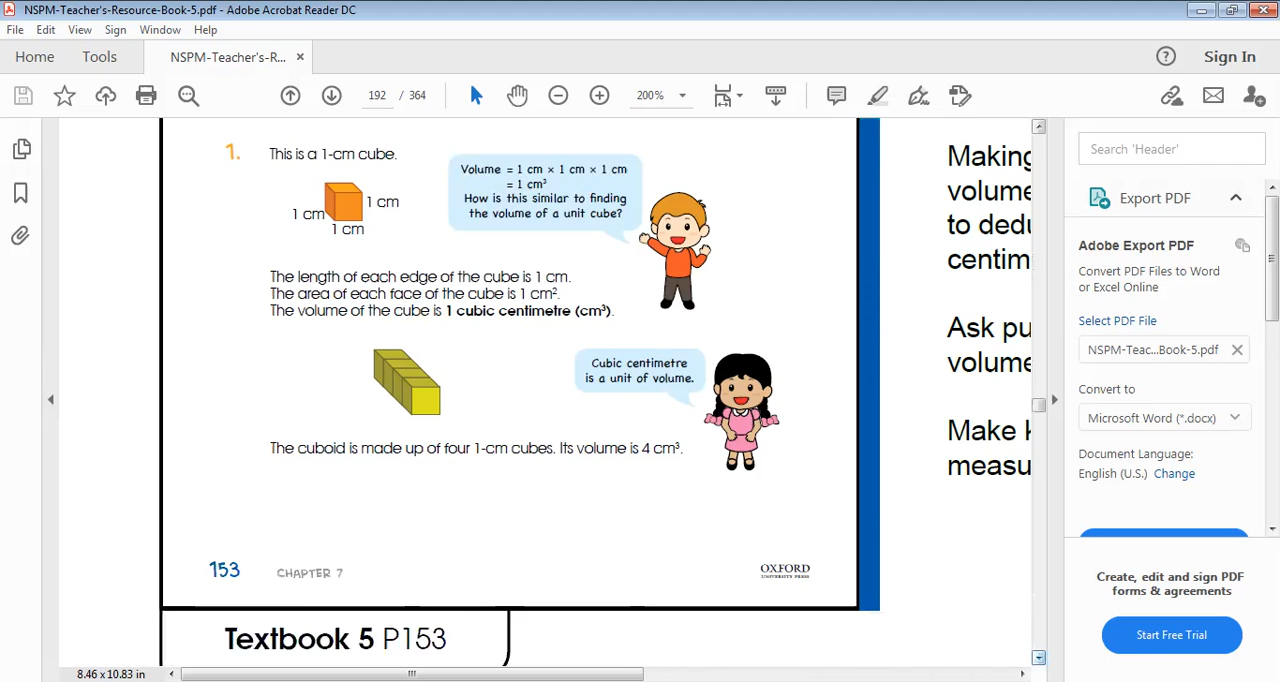 NSPM-Teacher's-Resource-Book-5.pdf - Adobe Acrobat Reader DC
File Edit View Sign Window Help
Home Tools NSPM-Teacher's-R... × Sign In
192 / 364 200%
1. This is a 1-cm cube.
1 cm
1 cm
1 cm
Volume = 1 cm × 1 cm × 1 cm
= 1 cm³
How is this similar to finding
the volume of a unit cube?
The length of each edge of the cube is 1 cm.
The area of each face of the cube is 1 cm².
The volume of the cube is 1 cubic centimetre (cm³).
Cubic centimetre
is a unit of volume.
The cuboid is made up of four 1-cm cubes. Its volume is 4 cm³.
153 CHAPTER 7
OXFORD
UNIVERSITY PRESS
Textbook 5 P153
8.46 x 10.83 in
Making
volume
to dedu
centim
Ask pu
volume
Make k
measu
Search 'Header'
Export PDF
Adobe Export PDF
Convert PDF Files to Word
or Excel Online
Select PDF File
NSPM-Teac...Book-5.pdf
Convert to
Microsoft Word (*.docx)
Document Language:
English (U.S.) Change
Create, edit and sign PDF
forms & agreements
Start Free Trial